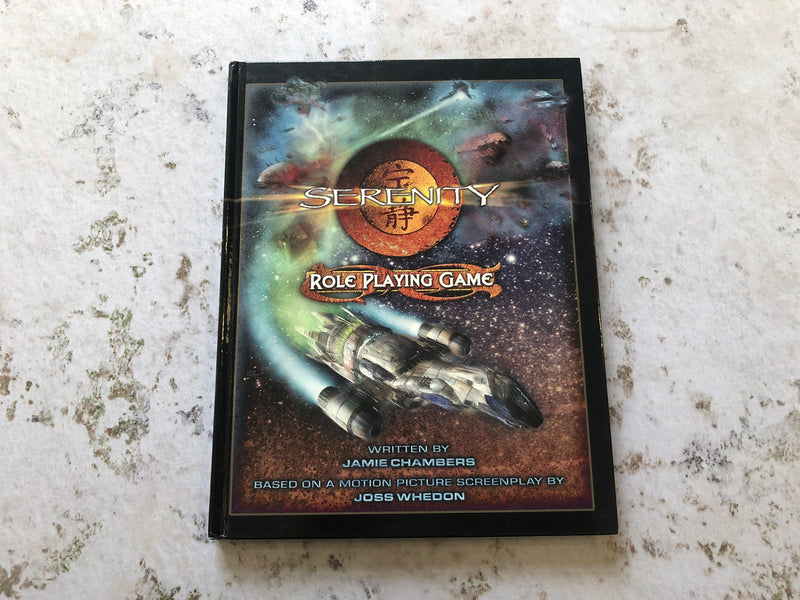 宁静
SERENITY
ROLE PLAYING GAME
WRITTEN BY
JAMIE CHAMBERS
BASED ON A MOTION PICTURE SCREENPLAY BY
JOSS WHEDON